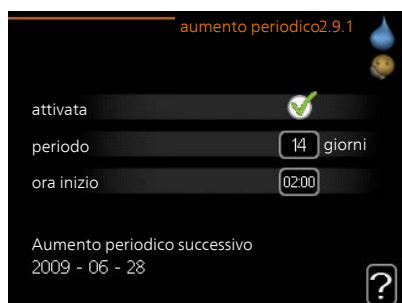 aumento periodico2.9.1
attivata
periodo 14 giorni
ora inizio 02:00
Aumento periodico successivo
2009 - 06 - 28
?